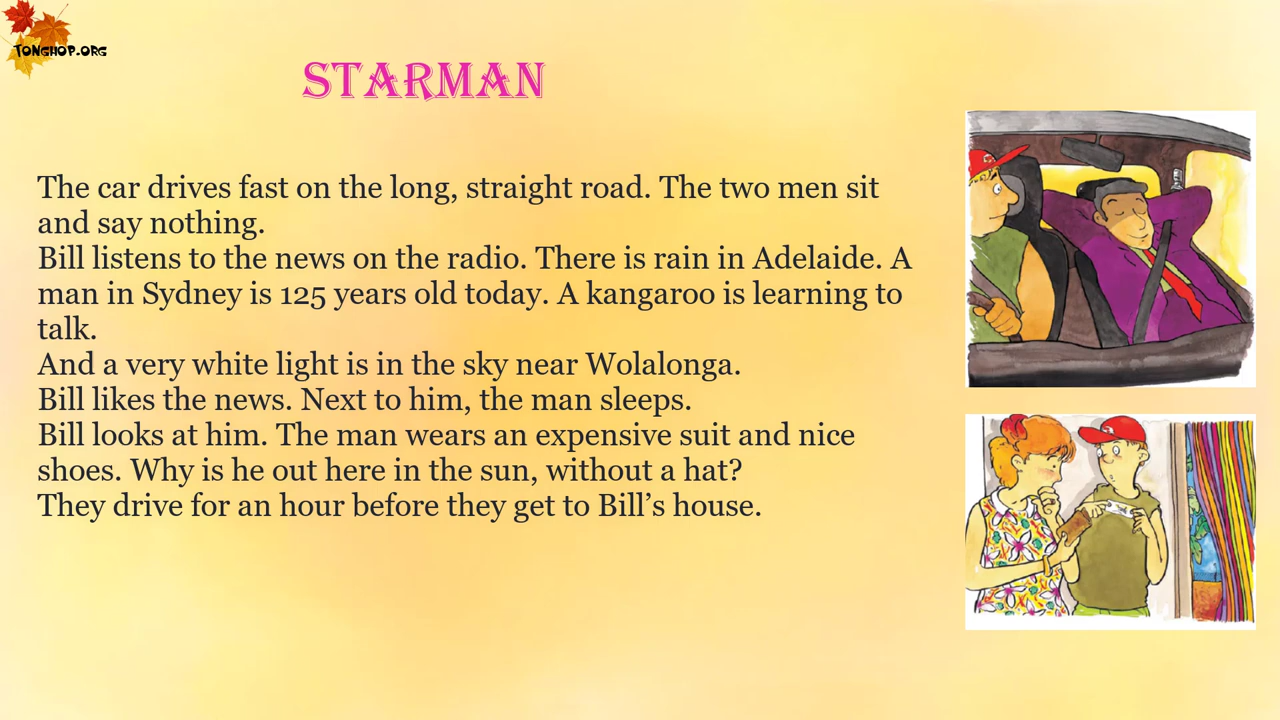 TONGHOP.ORG
STARMAN
The car drives fast on the long, straight road. The two men sit
and say nothing.
Bill listens to the news on the radio. There is rain in Adelaide. A
man in Sydney is 125 years old today. A kangaroo is learning to
talk.
And a very white light is in the sky near Wolalonga.
Bill likes the news. Next to him, the man sleeps.
Bill looks at him. The man wears an expensive suit and nice
shoes. Why is he out here in the sun, without a hat?
They drive for an hour before they get to Bill’s house.